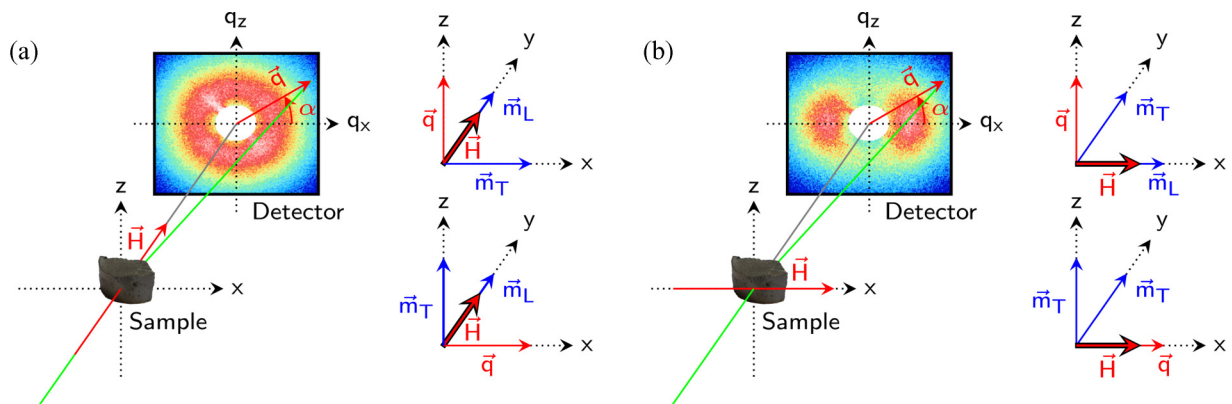 (a)
q_z
q⃗
α
q_x
Detector
z
H⃗
x
Sample
z
y
q⃗
m⃗_L
H⃗
m⃗_T
x
z
y
m⃗_T
m⃗_L
H⃗
q⃗
x
(b)
q_z
q⃗
α
q_x
Detector
z
H⃗
x
Sample
z
y
q⃗
m⃗_T
H⃗
m⃗_L
x
z
y
m⃗_T
m⃗_T
H⃗
q⃗
x